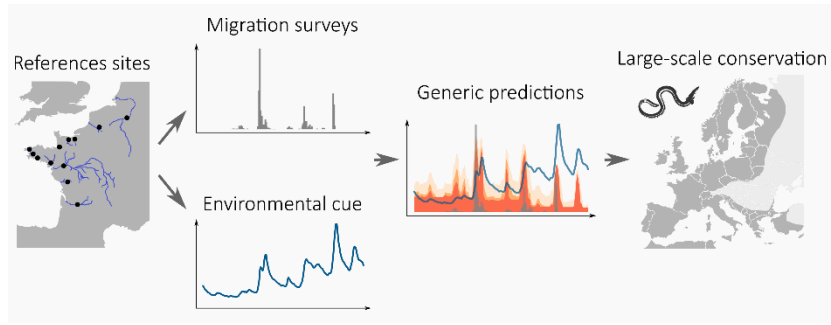 Migration surveys
References sites
Large-scale conservation
Generic predictions
Environmental cue